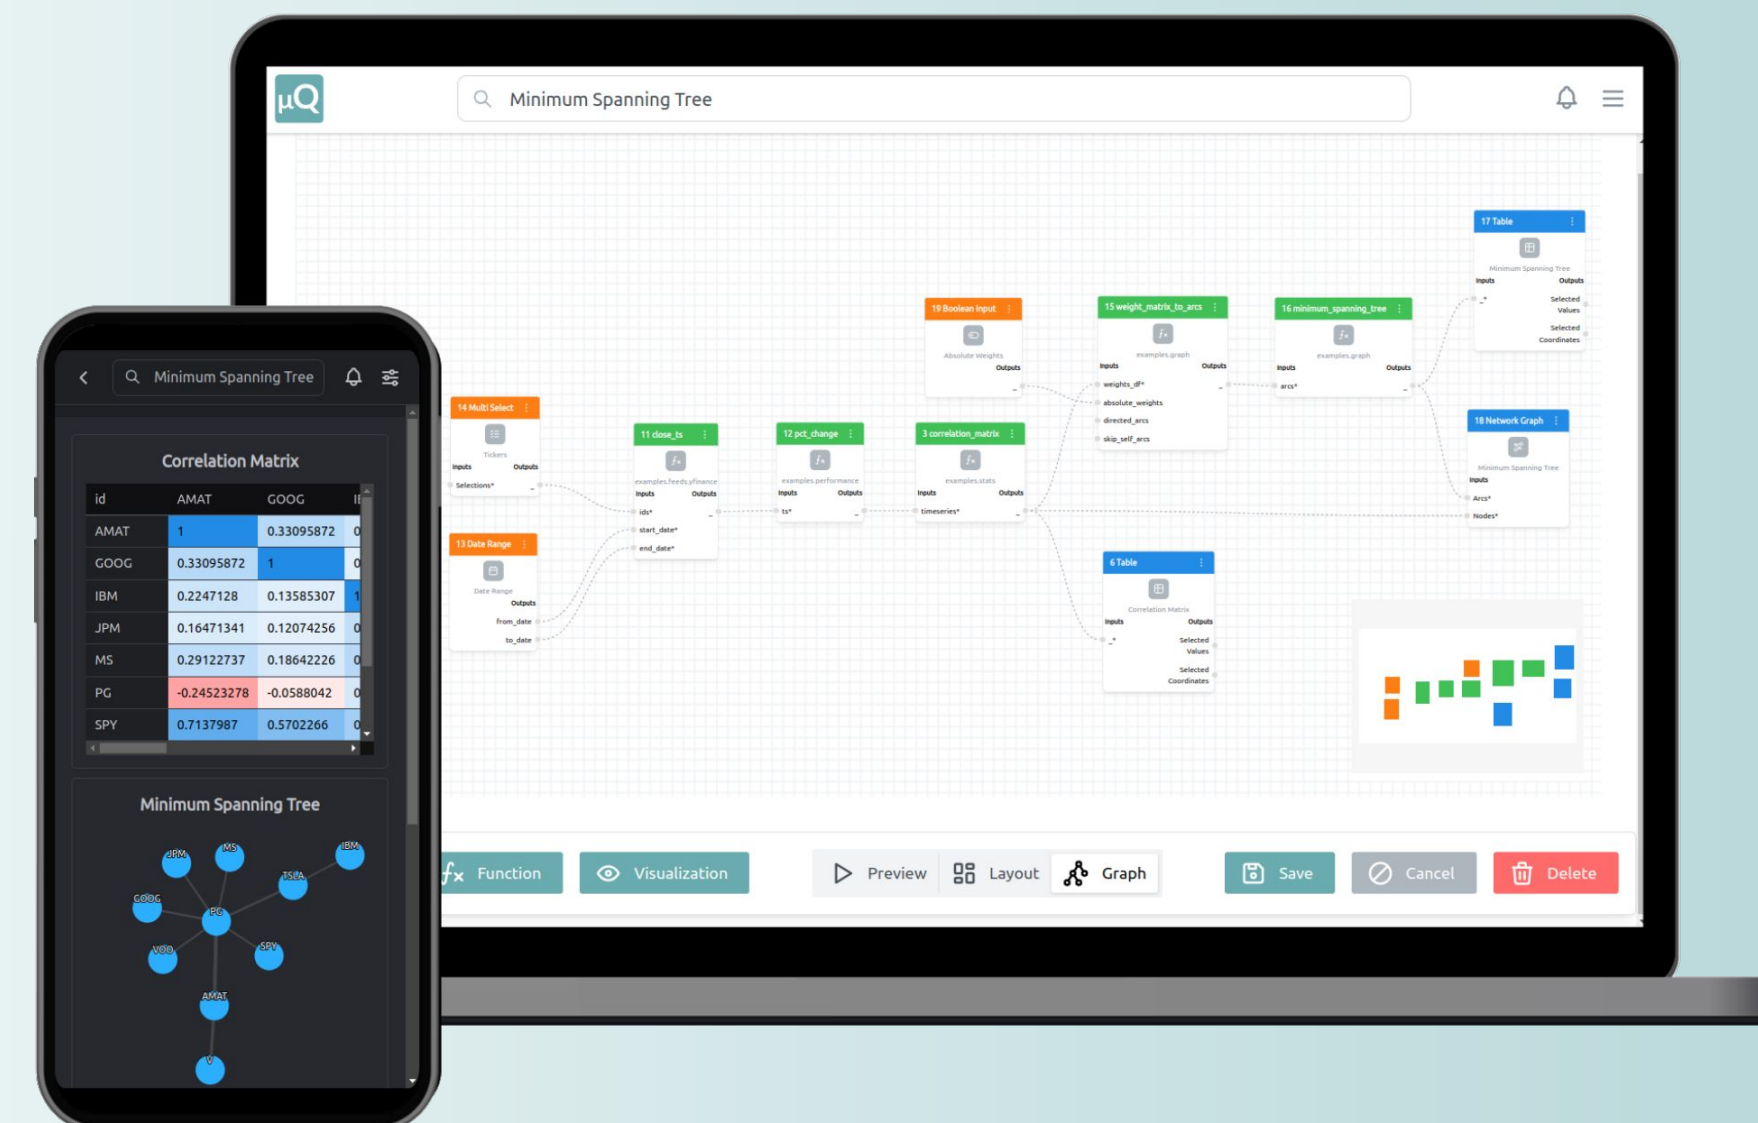 µQ
Minimum Spanning Tree
17 Table
Minimum Spanning Tree
Inputs Outputs
_* Selected Values
Selected Coordinates
19 Boolean Input
Absolute Weights
Outputs
_
15 weight_matrix_to_arcs
examples.graph
Inputs Outputs
weights_df* _
absolute_weights
directed_arcs
skip_self_arcs
16 minimum_spanning_tree
examples.graph
Inputs Outputs
arcs* _
14 Multi Select
Tickers
Inputs Outputs
Selections* _
11 close_ts
examples.feeds.yfinance
Inputs Outputs
ids* _
start_date*
end_date*
12 pct_change
examples.performance
Inputs Outputs
ts* _
3 correlation_matrix
examples.stats
Inputs Outputs
timeseries* _
18 Network Graph
Minimum Spanning Tree
Inputs
Arcs*
Nodes*
13 Date Range
Date Range
Outputs
from_date
to_date
6 Table
Correlation Matrix
Inputs Outputs
_* Selected Values
Selected Coordinates
Function
Visualization
Preview
Layout
Graph
Save
Cancel
Delete
Minimum Spanning Tree
Correlation Matrix
id AMAT GOOG
AMAT 1 0.33095872 0
GOOG 0.33095872 1 0
IBM 0.2247128 0.13585307 1
JPM 0.16471341 0.12074256 0
MS 0.29122737 0.18642226 0
PG -0.24523278 -0.0588042 0
SPY 0.7137987 0.5702266 0
Minimum Spanning Tree
JPM
MS
IBM
TSLA
GOOG
PG
VOO
SPY
AMAT
V